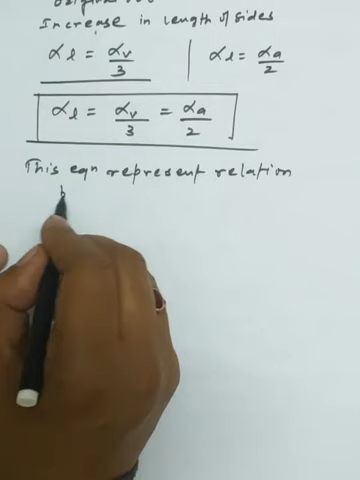 Increase in length of sides
αl = αv/3 | αl = αa/2
αl = αv/3 = αa/2
This eqn represent relation
b